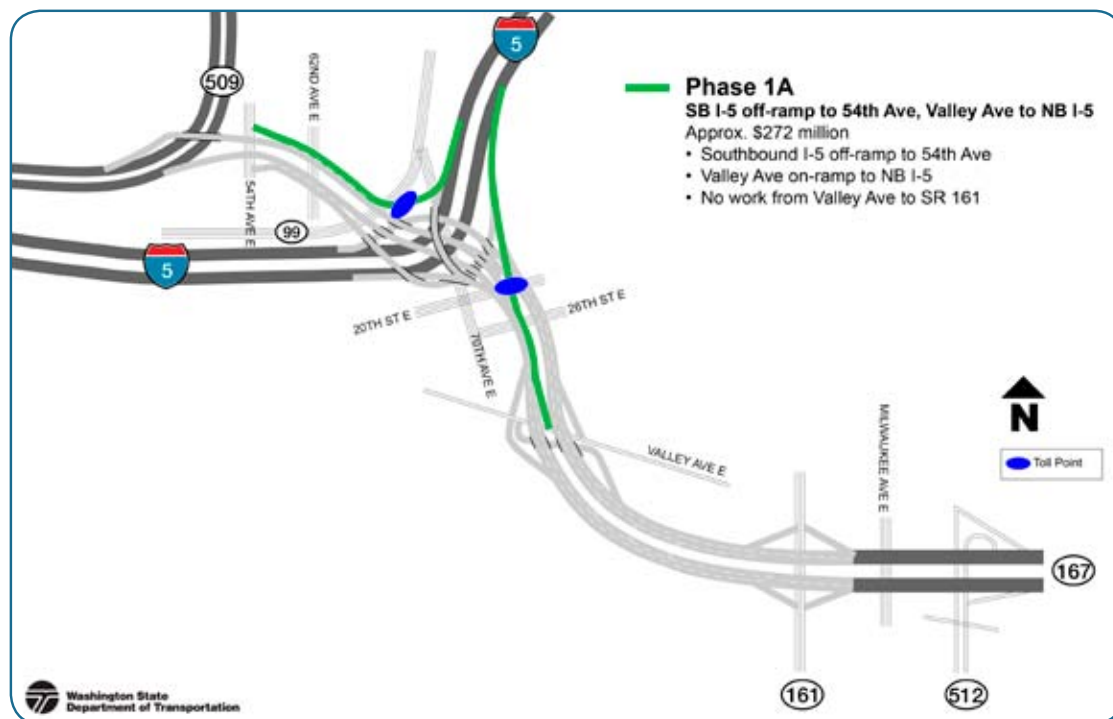 5
509
62ND AVE E
Phase 1A
SB I-5 off-ramp to 54th Ave, Valley Ave to NB I-5
Approx. $272 million
• Southbound I-5 off-ramp to 54th Ave
• Valley Ave on-ramp to NB I-5
• No work from Valley Ave to SR 161
54TH AVE E
99
5
20TH ST E
26TH ST E
70TH AVE E
N
Toll Point
MILWAUKEE AVE E
VALLEY AVE E
167
161
512
Washington State
Department of Transportation